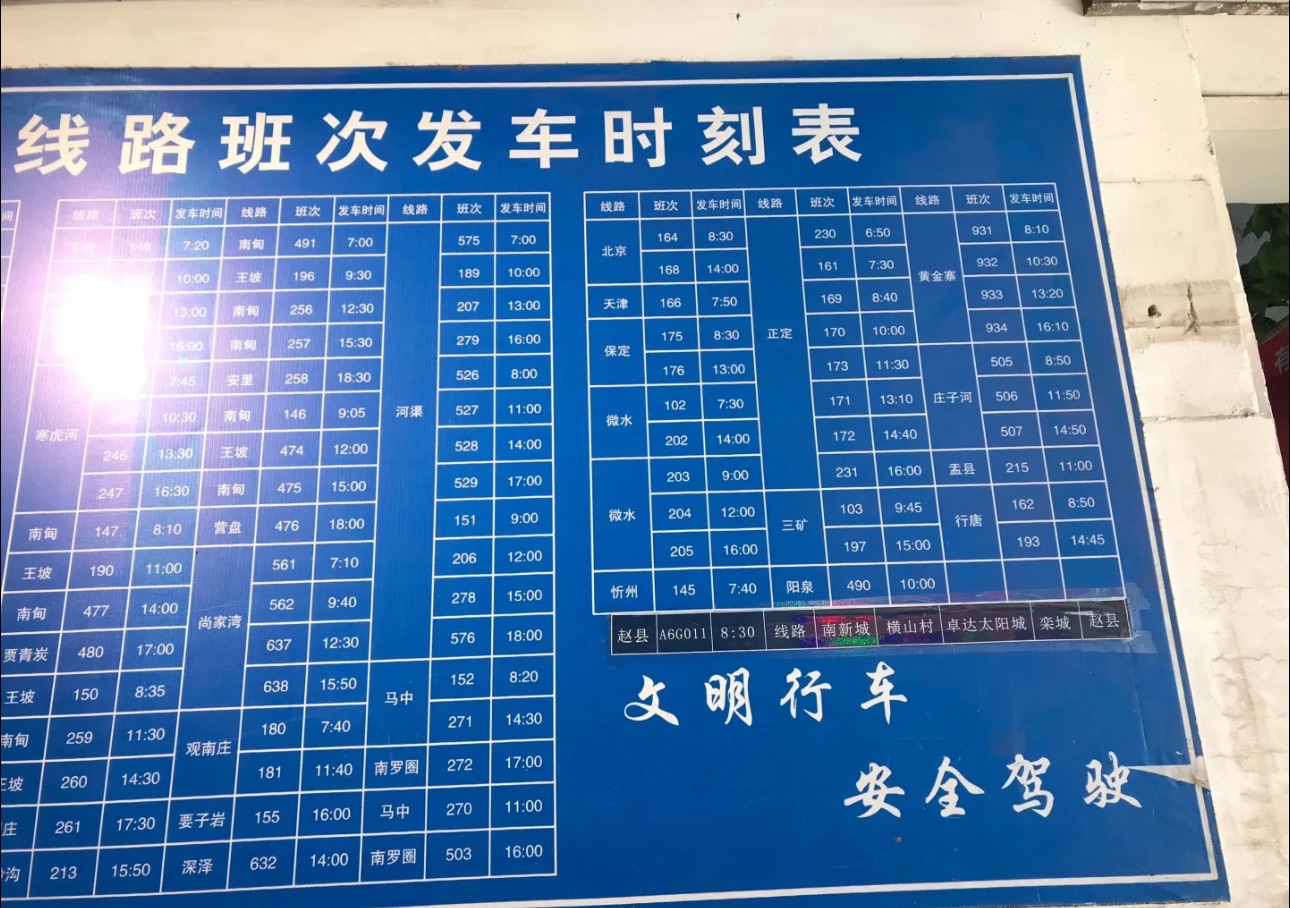 线路班次发车时刻表
间 线路 班次 发车时间 线路 班次 发车时间 线路 班次 发车时间
7:20 南甸 491 7:00 河渠 575 7:00
10:00 王坡 196 9:30 189 10:00
13:00 南甸 256 12:30 207 13:00
16:00 南甸 257 15:30 279 16:00
寒虎河 7:45 安里 258 18:30 526 8:00
10:30 南甸 146 9:05 527 11:00
246 13:30 王坡 474 12:00 528 14:00
247 16:30 南甸 475 15:00 529 17:00
南甸 147 8:10 营盘 476 18:00 151 9:00
王坡 190 11:00 尚家湾 561 7:10 206 12:00
南甸 477 14:00 562 9:40 278 15:00
贾青炭 480 17:00 637 12:30 576 18:00
王坡 150 8:35 638 15:50 马中 152 8:20
南甸 259 11:30 观南庄 180 7:40 271 14:30
王坡 260 14:30 181 11:40 南罗圈 272 17:00
庄 261 17:30 要子岩 155 16:00 马中 270 11:00
沟 213 15:50 深泽 632 14:00 南罗圈 503 16:00
线路 班次 发车时间 线路 班次 发车时间 线路 班次 发车时间
北京 164 8:30 正定 230 6:50 黄金寨 931 8:10
168 14:00 161 7:30 932 10:30
天津 166 7:50 169 8:40 933 13:20
保定 175 8:30 170 10:00 934 16:10
176 13:00 173 11:30 庄子河 505 8:50
微水 102 7:30 171 13:10 506 11:50
202 14:00 172 14:40 507 14:50
微水 203 9:00 231 16:00 盂县 215 11:00
204 12:00 三矿 103 9:45 行唐 162 8:50
205 16:00 197 15:00 193 14:45
忻州 145 7:40 阳泉 490 10:00
赵县 A6G011 8:30 线路 南新城 横山村 卓达太阳城 栾城 赵县
文明行车
安全驾驶